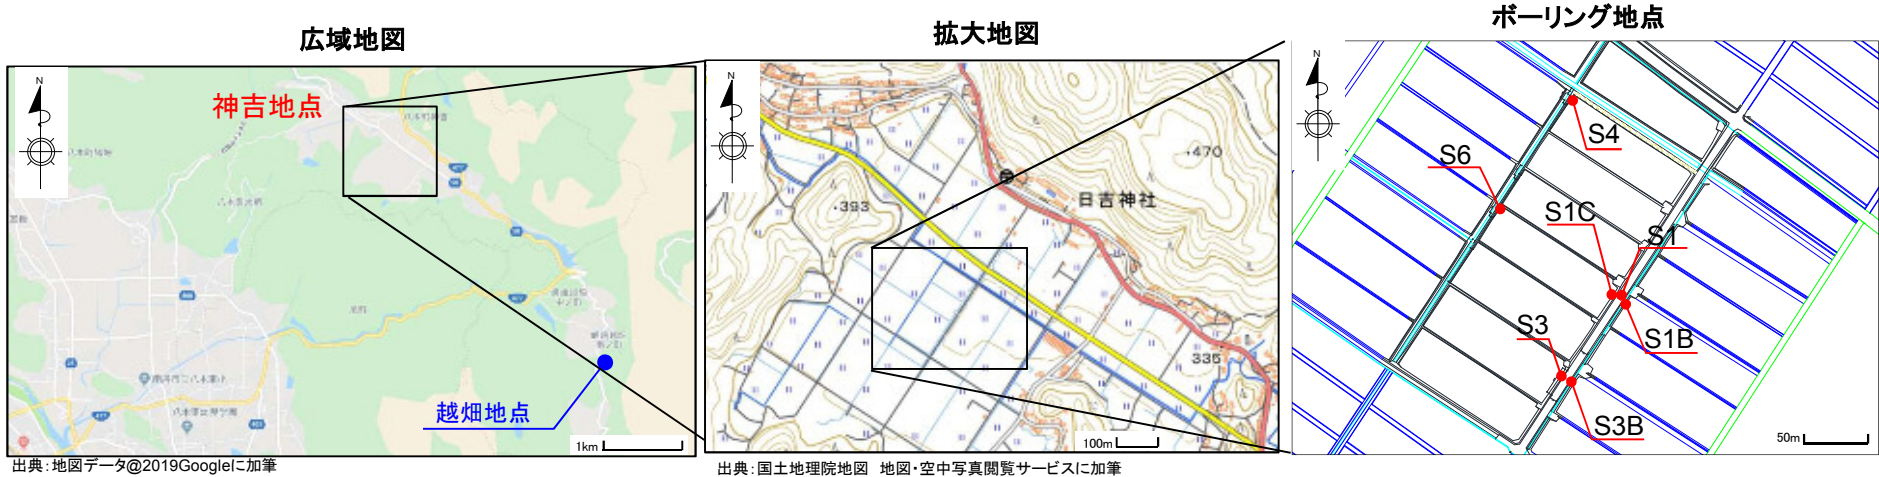 広域地図
拡大地図
ボーリング地点
N
神吉地点
越畑地点
1km
出典：地図データ@2019Googleに加筆
N
・470
・393
日吉神社
335
100m
出典：国土地理院地図　地図・空中写真閲覧サービスに加筆
N
S4
S6
S1C
S1
S3
S1B
S3B
50m